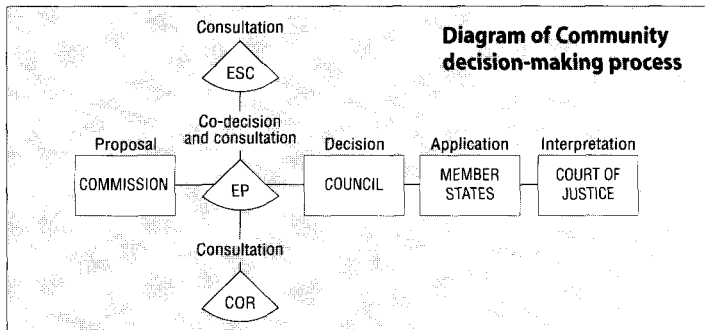 Diagram of Community
decision-making process
Consultation
ESC
Co-decision
and consultation
Proposal
COMMISSION
EP
Decision
COUNCIL
Application
MEMBER
STATES
Interpretation
COURT OF
JUSTICE
Consultation
COR